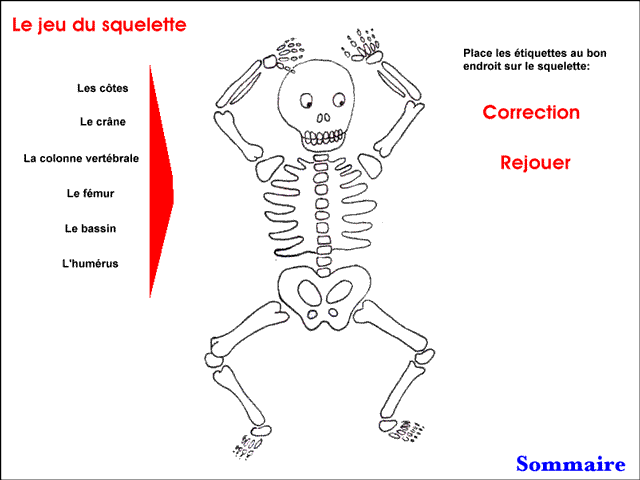 Le jeu du squelette
Place les étiquettes au bon
endroit sur le squelette:
Les côtes
Le crâne
La colonne vertébrale
Le fémur
Le bassin
L'humérus
Correction
Rejouer
Sommaire